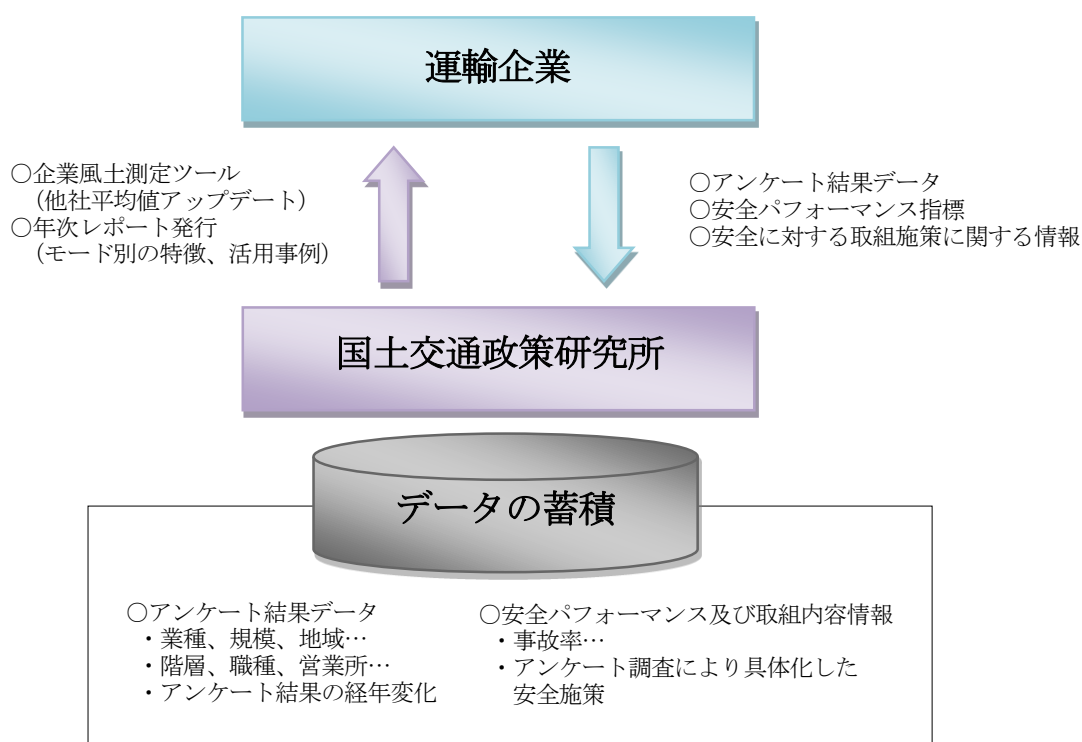 運輸企業
○企業風土測定ツール
(他社平均値アップデート)
○年次レポート発行
(モード別の特徴、活用事例)
○アンケート結果データ
○安全パフォーマンス指標
○安全に対する取組施策に関する情報
国土交通政策研究所
データの蓄積
○アンケート結果データ
・業種、規模、地域…
・階層、職種、営業所…
・アンケート結果の経年変化
○安全パフォーマンス及び取組内容情報
・事故率…
・アンケート調査により具体化した
安全施策